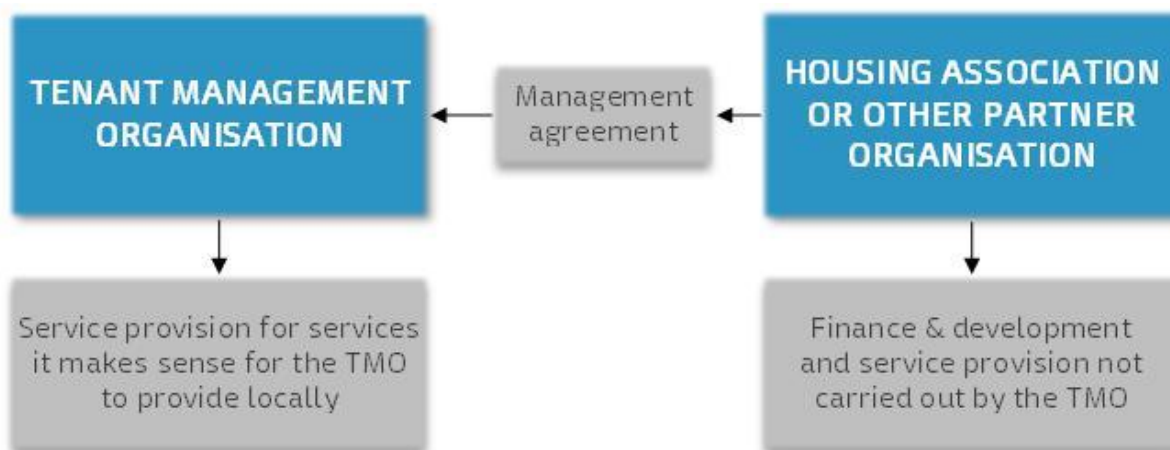 TENANT MANAGEMENT
ORGANISATION
Management
agreement
HOUSING ASSOCIATION
OR OTHER PARTNER
ORGANISATION
Service provision for services
it makes sense for the TMO
to provide locally
Finance & development
and service provision not
carried out by the TMO